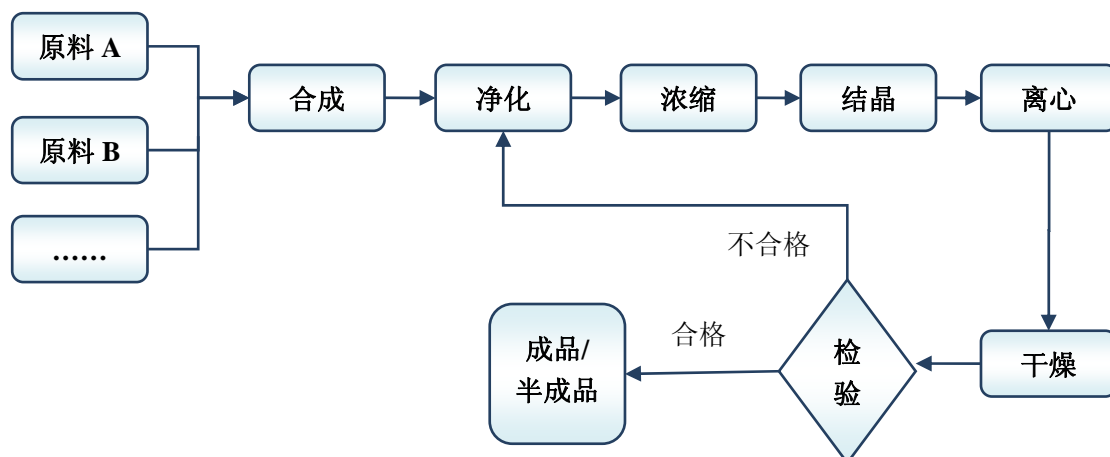 原料 A
原料 B
……
合成
净化
浓缩
结晶
离心
不合格
合格
成品/
半成品
检
验
干燥